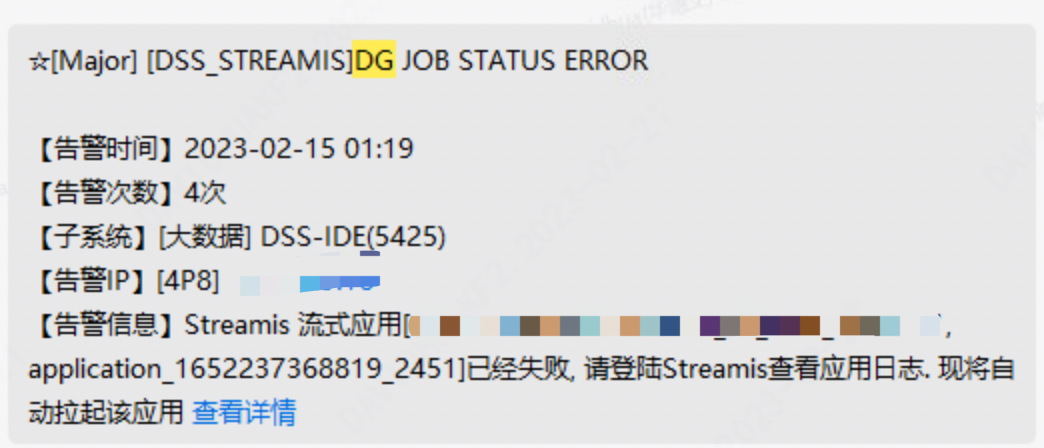 ☆[Major] [DSS_STREAMIS]DG JOB STATUS ERROR
【告警时间】2023-02-15 01:19
【告警次数】4次
【子系统】[大数据] DSS-IDE(5425)
【告警IP】[4P8]
【告警信息】Streamis 流式应用[ ,
application_1652237368819_2451]已经失败, 请登陆Streamis查看应用日志. 现将自
动拉起该应用 查看详情